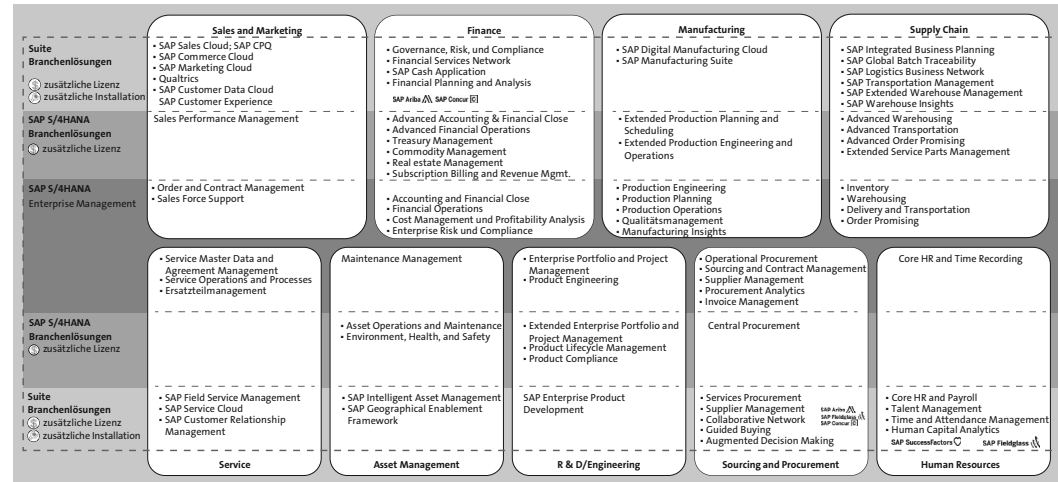 Sales and Marketing
Finance
Manufacturing
Supply Chain
Suite
Branchenlösungen
$ zusätzliche Lizenz
zusätzliche Installation
▪ SAP Sales Cloud; SAP CPQ
▪ SAP Commerce Cloud
▪ SAP Marketing Cloud
▪ Qualtrics
▪ SAP Customer Data Cloud
SAP Customer Experience
▪ Governance, Risk, und Compliance
▪ Financial Services Network
▪ SAP Cash Application
▪ Financial Planning and Analysis
SAP Ariba SAP Concur
▪ SAP Digital Manufacturing Cloud
▪ SAP Manufacturing Suite
▪ SAP Integrated Business Planning
▪ SAP Global Batch Traceability
▪ SAP Logistics Business Network
▪ SAP Transportation Management
▪ SAP Extended Warehouse Management
▪ SAP Warehouse Insights
SAP S/4HANA
Branchenlösungen
$ zusätzliche Lizenz
Sales Performance Management
▪ Advanced Accounting & Financial Close
▪ Advanced Financial Operations
▪ Treasury Management
▪ Commodity Management
▪ Real estate Management
▪ Subscription Billing and Revenue Mgmt.
▪ Extended Production Planning and
Scheduling
▪ Extended Production Engineering and
Operations
▪ Advanced Warehousing
▪ Advanced Transportation
▪ Advanced Order Promising
▪ Extended Service Parts Management
SAP S/4HANA
Enterprise Management
▪ Order and Contract Management
▪ Sales Force Support
▪ Accounting and Financial Close
▪ Financial Operations
▪ Cost Management und Profitability Analysis
▪ Enterprise Risk und Compliance
▪ Production Engineering
▪ Production Planning
▪ Production Operations
▪ Qualitätsmanagement
▪ Manufacturing Insights
▪ Inventory
▪ Warehousing
▪ Delivery and Transportation
▪ Order Promising
▪ Service Master Data and
Agreement Management
▪ Service Operations and Processes
▪ Ersatzteilmanagement
Maintenance Management
▪ Enterprise Portfolio and Project
Management
▪ Product Engineering
▪ Operational Procurement
▪ Sourcing and Contract Management
▪ Supplier Management
▪ Procurement Analytics
▪ Invoice Management
Core HR and Time Recording
SAP S/4HANA
Branchenlösungen
$ zusätzliche Lizenz
▪ Asset Operations and Maintenance
▪ Environment, Health, and Safety
▪ Extended Enterprise Portfolio and
Project Management
▪ Product Lifecycle Management
▪ Product Compliance
Central Procurement
Suite
Branchenlösungen
$ zusätzliche Lizenz
zusätzliche Installation
▪ SAP Field Service Management
▪ SAP Service Cloud
▪ SAP Customer Relationship
Management
▪ SAP Intelligent Asset Management
▪ SAP Geographical Enablement
Framework
SAP Enterprise Product
Development
▪ Services Procurement
▪ Supplier Management
▪ Collaborative Network
▪ Guided Buying
▪ Augmented Decision Making
SAP Ariba
SAP Fieldglass
SAP Concur
▪ Core HR and Payroll
▪ Talent Management
▪ Time and Attendance Management
▪ Human Capital Analytics
SAP SuccessFactors SAP Fieldglass
Service
Asset Management
R & D/Engineering
Sourcing and Procurement
Human Resources